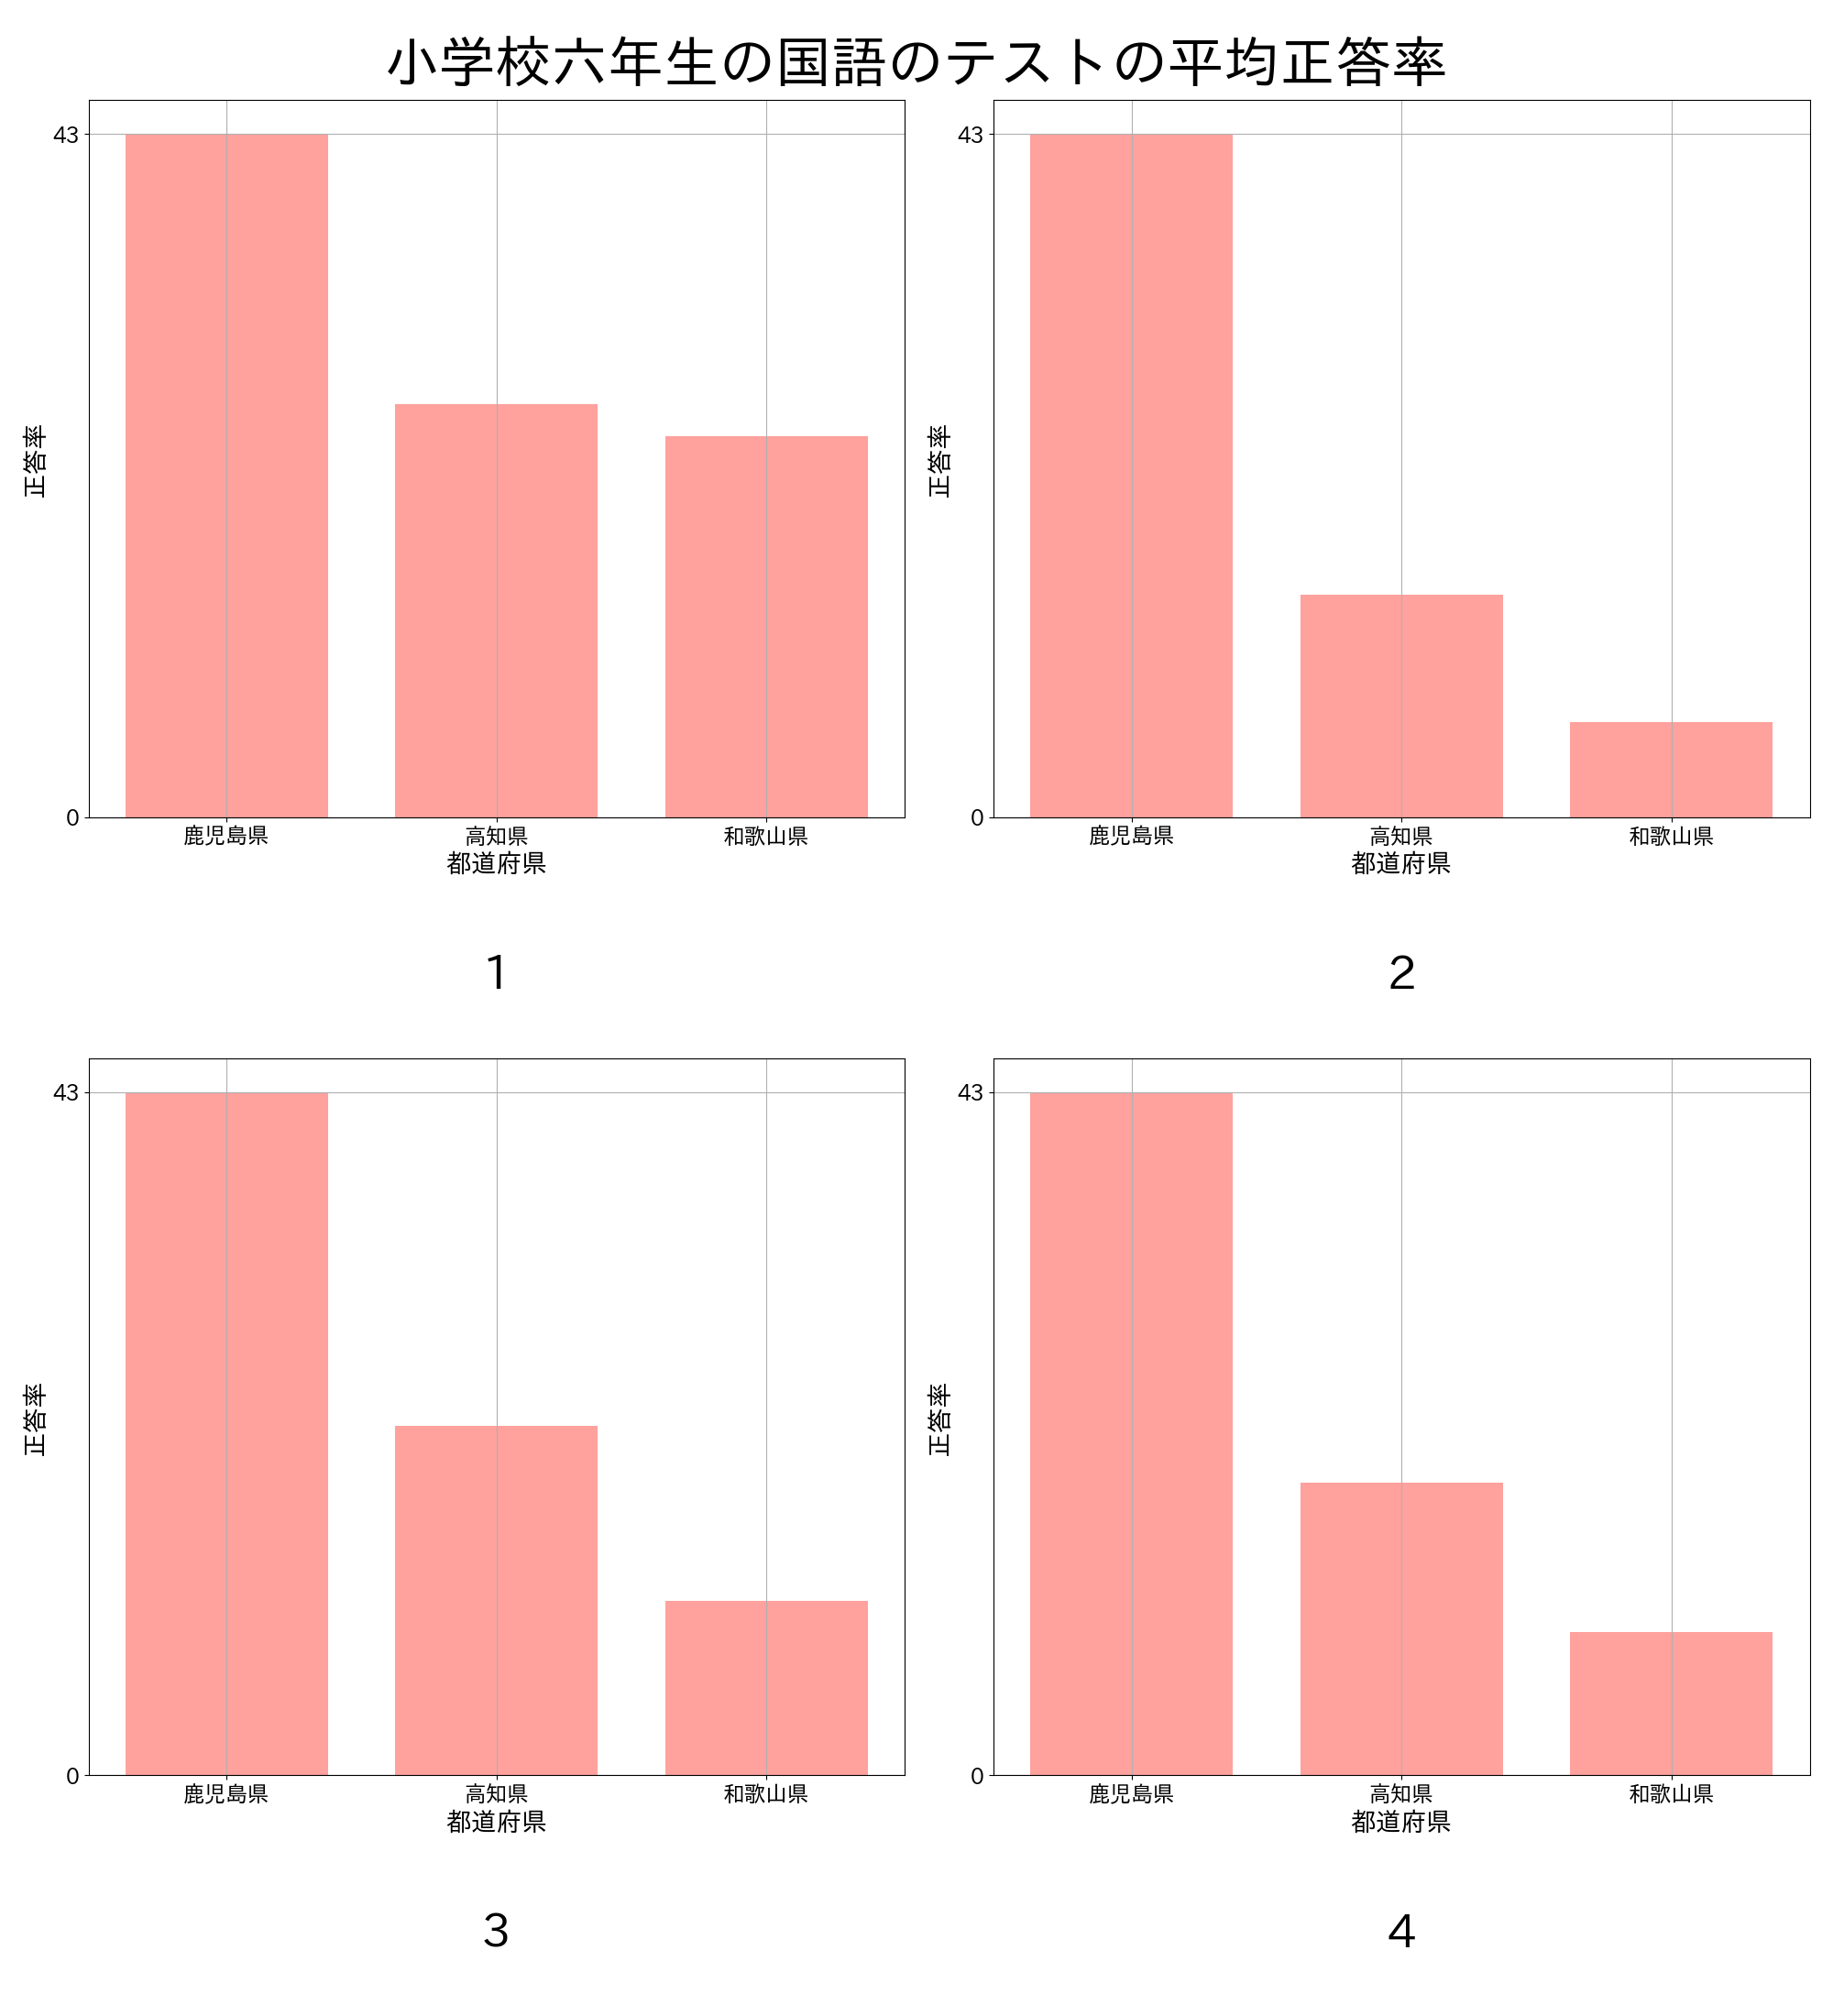 小学校六年生の国語のテストの平均正答率
43
0
正答率
鹿児島県 高知県 和歌山県
都道府県
1
43
0
正答率
鹿児島県 高知県 和歌山県
都道府県
2
43
0
正答率
鹿児島県 高知県 和歌山県
都道府県
3
43
0
正答率
鹿児島県 高知県 和歌山県
都道府県
4